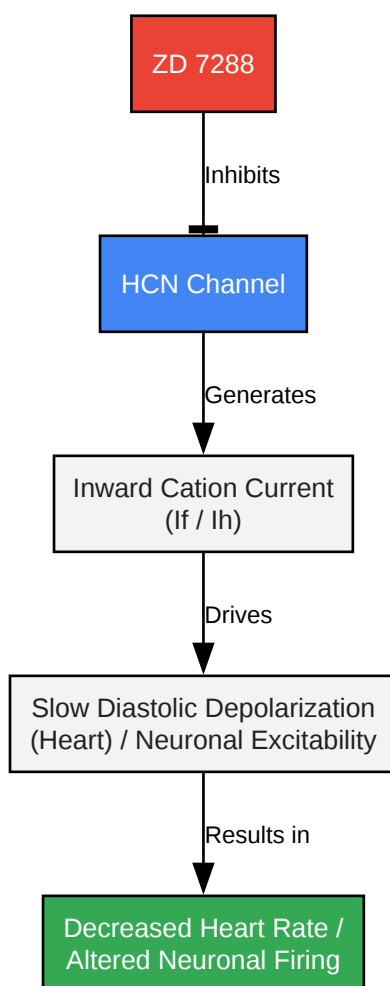 ZD 7288
Inhibits
HCN Channel
Generates
Inward Cation Current
(If / Ih)
Drives
Slow Diastolic Depolarization
(Heart) / Neuronal Excitability
Results in
Decreased Heart Rate /
Altered Neuronal Firing